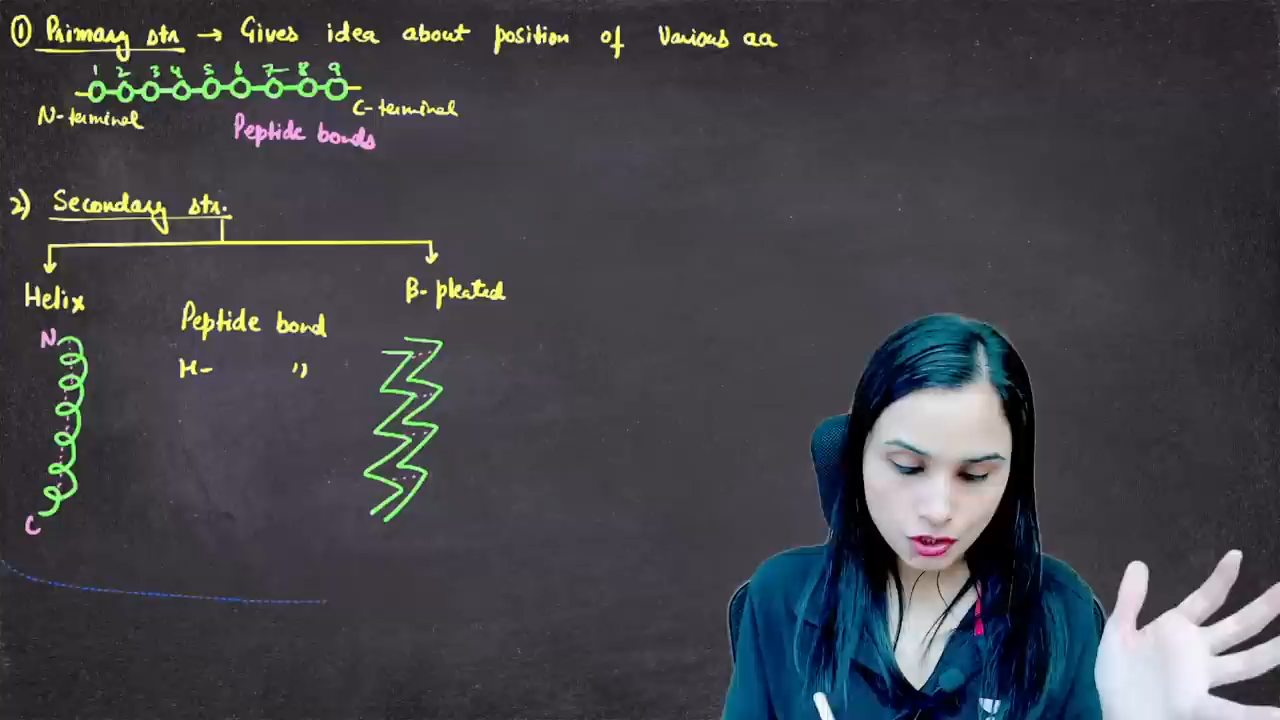 ① Primary str → Gives idea about position of various aa
1 2 3 4 5 6 7 8 9
N-terminal C-terminal
Peptide bonds
2) Secondary str.
Helix B-pleated
Peptide bond
H- "
N
C